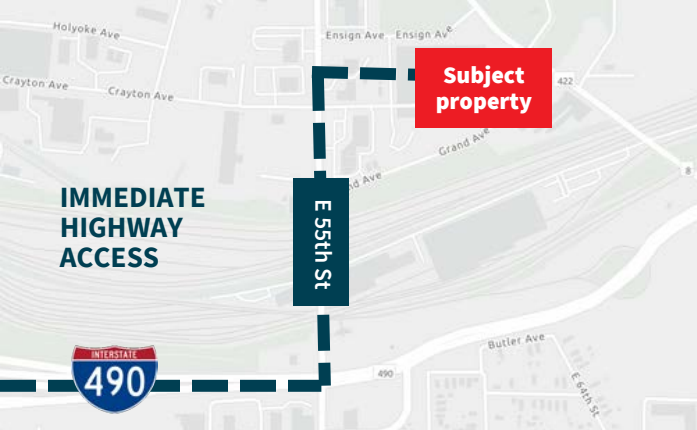 Holyoke Ave
Ensign Ave
Ensign Ave
Crayton Ave
Crayton Ave
Subject
property
422
Grand Ave
nd Ave
8
IMMEDIATE
HIGHWAY
ACCESS
E 55th St
INTERSTATE
490
490
Butler Ave
E 64th St